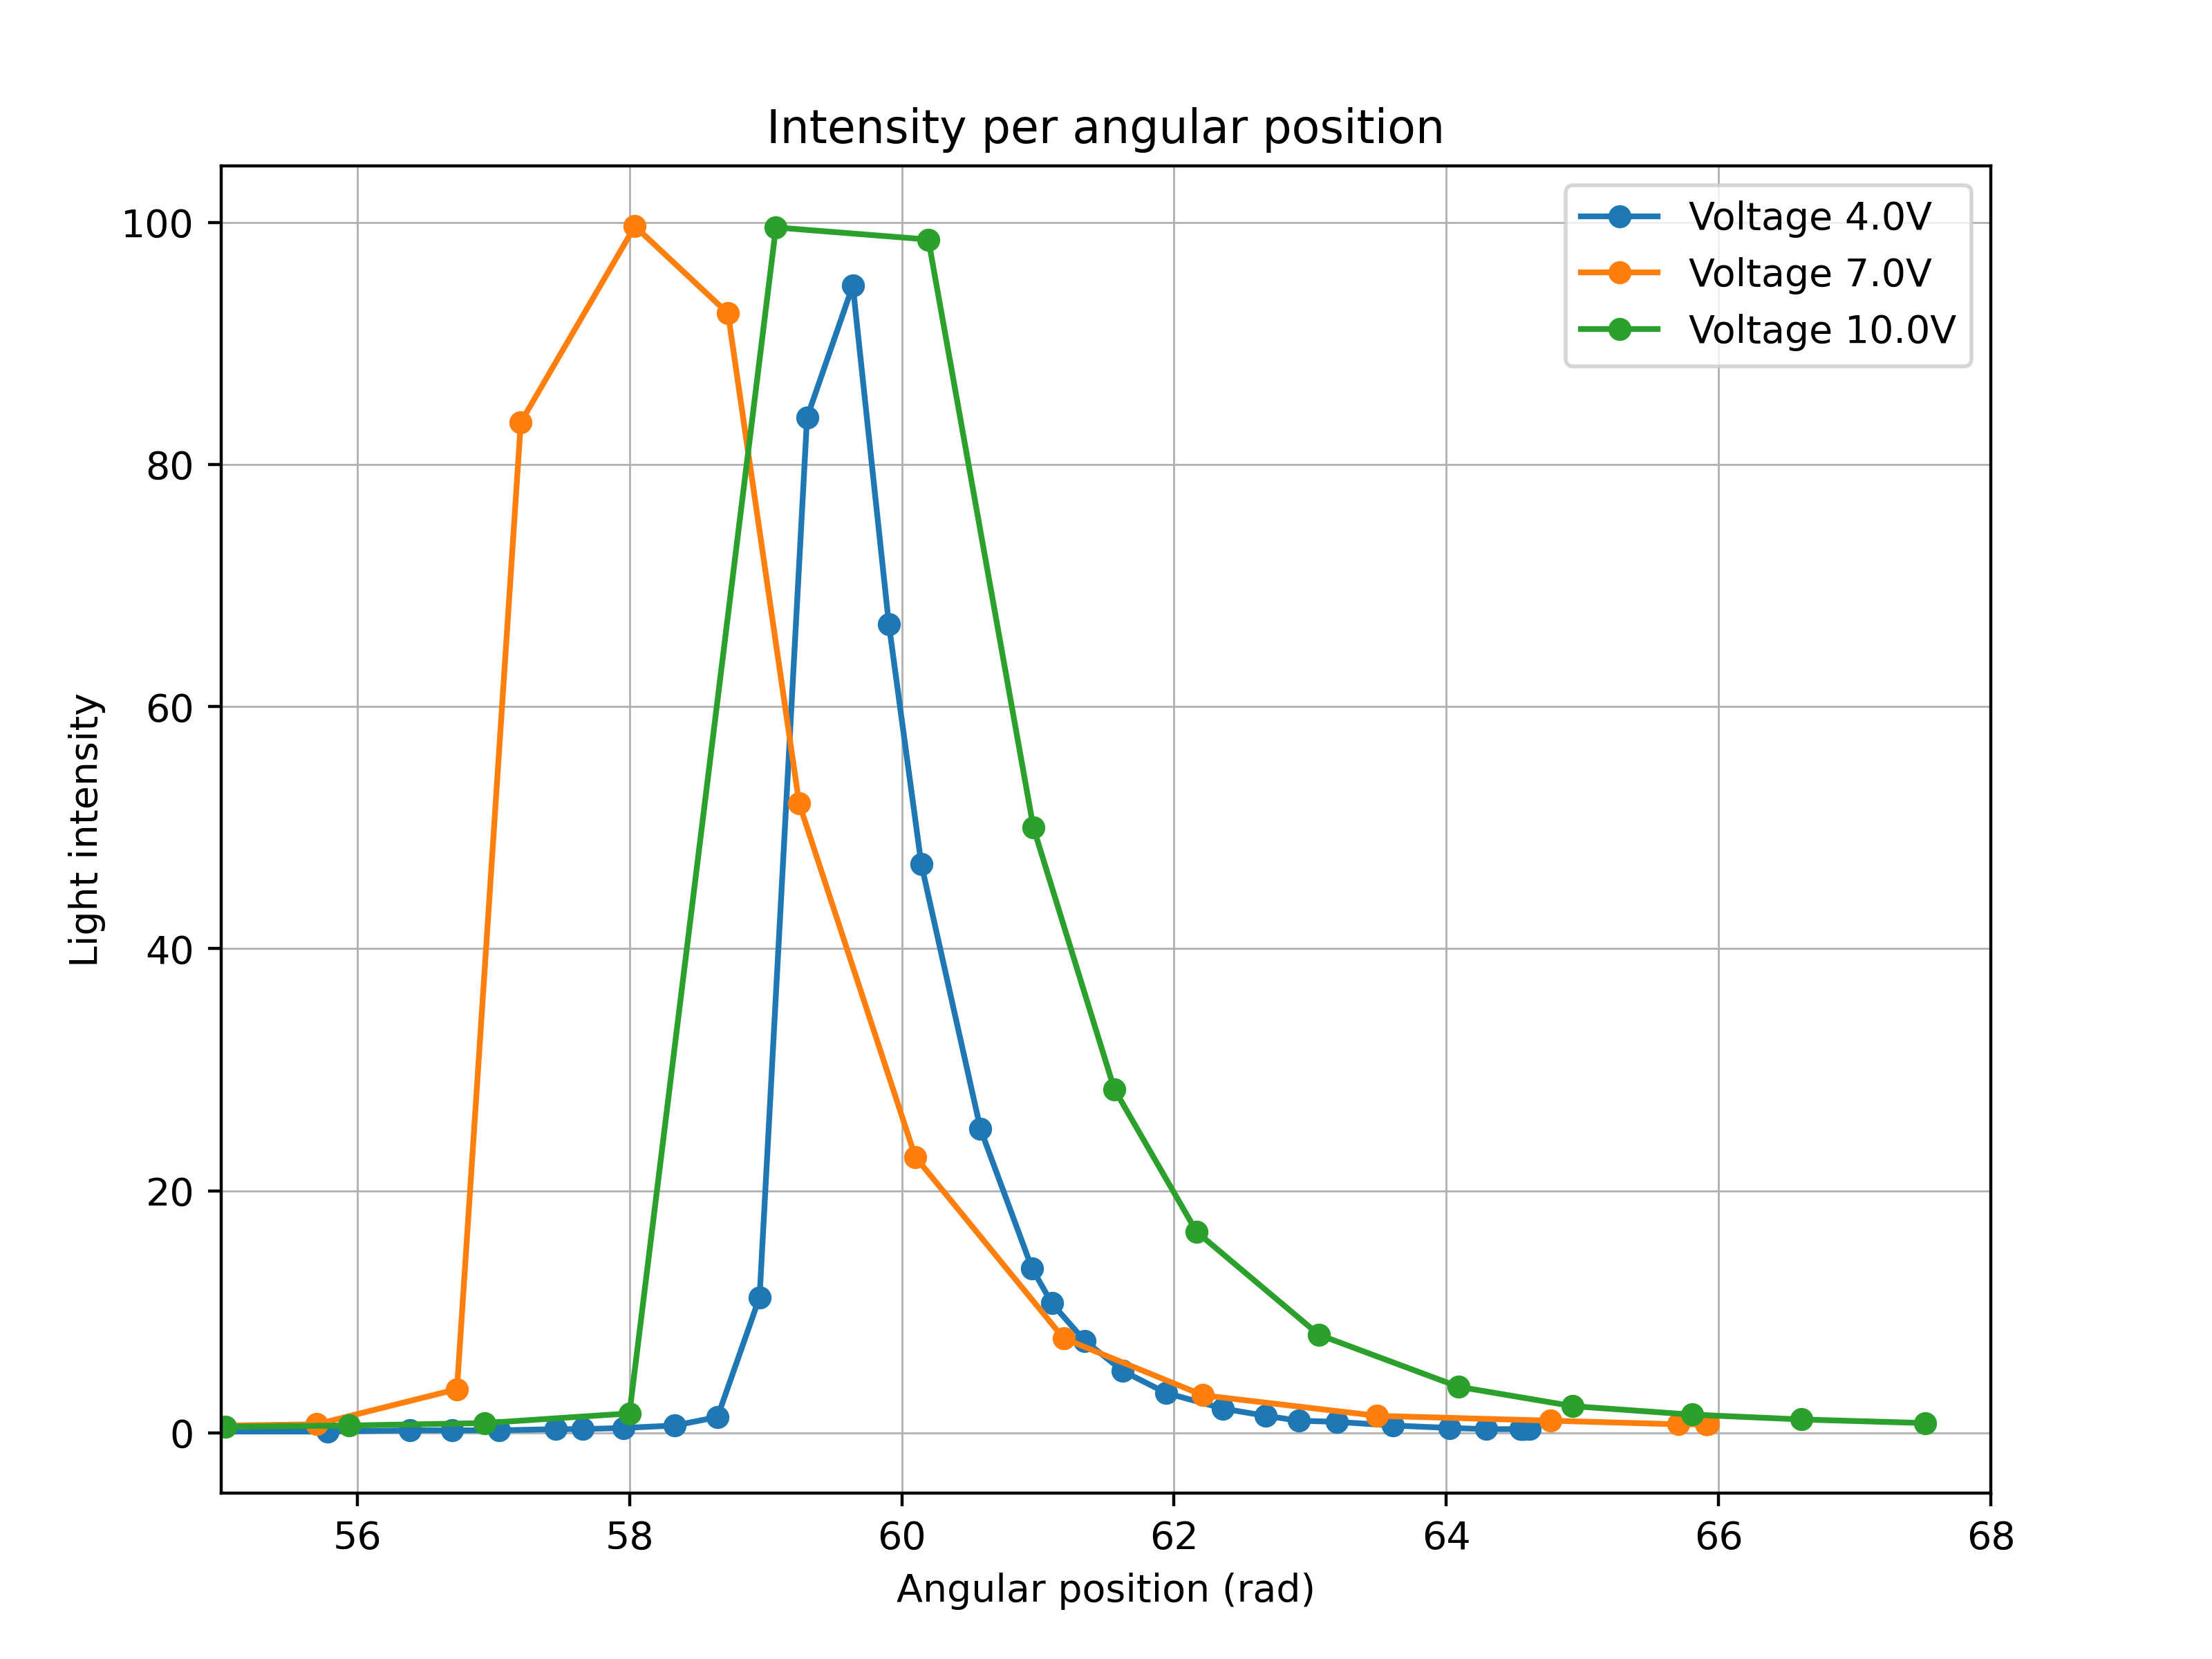 Intensity per angular position
Voltage 4.0V
Voltage 7.0V
Voltage 10.0V
100
80
60
40
20
0
Light intensity
56 58 60 62 64 66 68
Angular position (rad)